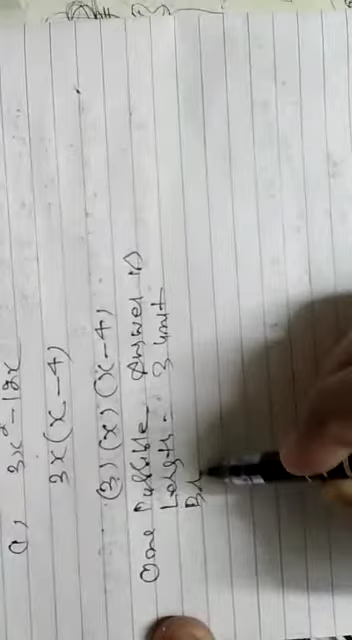 (i) 3x² - 12x
3x(x - 4)
(3)(x)(x - 4)
One Possible Answer is
Length = 3 unit